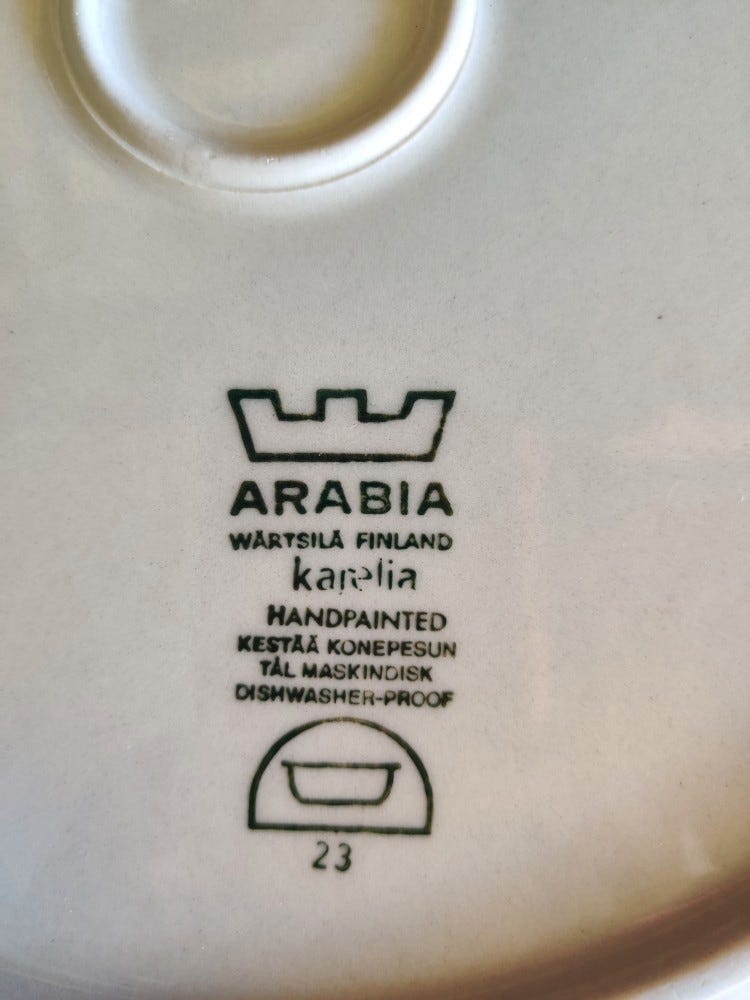 ARABIA
WÄRTSILÄ FINLAND
karelia
HANDPAINTED
KESTÄÄ KONEPESUN
TÅL MASKINDISK
DISHWASHER-PROOF
23